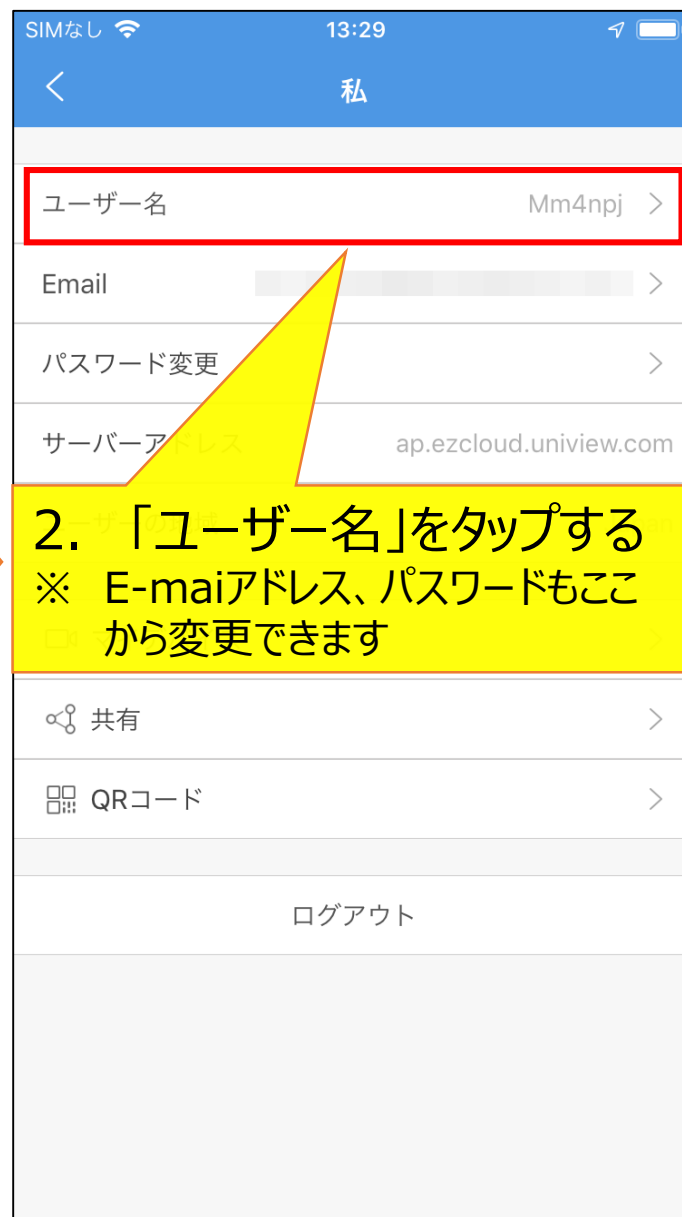 SIMなし 13:29
私
ユーザー名 Mm4npj
Email
パスワード変更
サーバーアドレス ap.ezcloud.uniview.com
2. 「ユーザー名」をタップする
※ E-maiアドレス、パスワードもここ
から変更できます
共有
QRコード
ログアウト